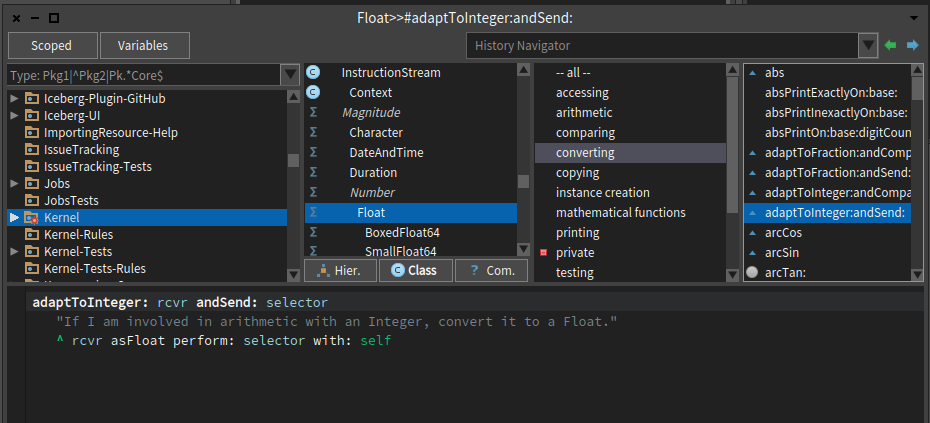 Float>>#adaptToInteger:andSend:
Scoped
Variables
History Navigator
Type: Pkg1|^Pkg2|Pk.*Core$
Iceberg-Plugin-GitHub
Iceberg-UI
ImportingResource-Help
IssueTracking
IssueTracking-Tests
Jobs
JobsTests
Kernel
Kernel-Rules
Kernel-Tests
Kernel-Tests-Rules
InstructionStream
Context
Magnitude
Character
DateAndTime
Duration
Number
Float
BoxedFloat64
SmallFloat64
Hier.
Class
? Com.
-- all --
accessing
arithmetic
comparing
converting
copying
instance creation
mathematical functions
printing
private
testing
abs
absPrintExactlyOn:base:
absPrintInexactlyOn:base:
absPrintOn:base:digitCoun
adaptToFraction:andComp
adaptToFraction:andSend:
adaptToInteger:andCompa
adaptToInteger:andSend:
arcCos
arcSin
arcTan:
adaptToInteger: rcvr andSend: selector
"If I am involved in arithmetic with an Integer, convert it to a Float."
^ rcvr asFloat perform: selector with: self